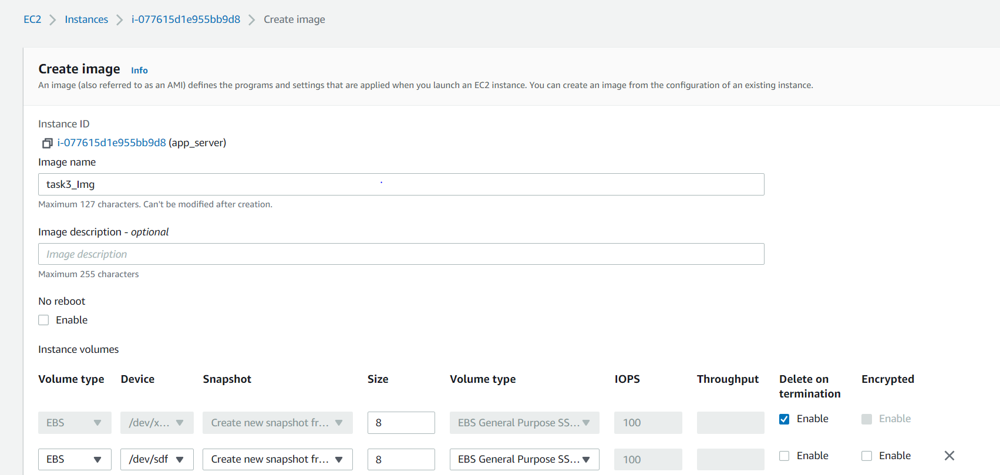 EC2 > Instances > i-077615d1e955bb9d8 > Create image
Create image Info
An image (also referred to as an AMI) defines the programs and settings that are applied when you launch an EC2 instance. You can create an image from the configuration of an existing instance.
Instance ID
i-077615d1e955bb9d8 (app_server)
Image name
task3_Img
Maximum 127 characters. Can't be modified after creation.
Image description - optional
Image description
Maximum 255 characters
No reboot
Enable
Instance volumes
Volume type Device Snapshot Size Volume type IOPS Throughput Delete on termination Encrypted
EBS /dev/x... Create new snapshot fr... 8 EBS General Purpose SS... 100 Enable Enable
EBS /dev/sdf Create new snapshot fr... 8 EBS General Purpose SS... 100 Enable Enable